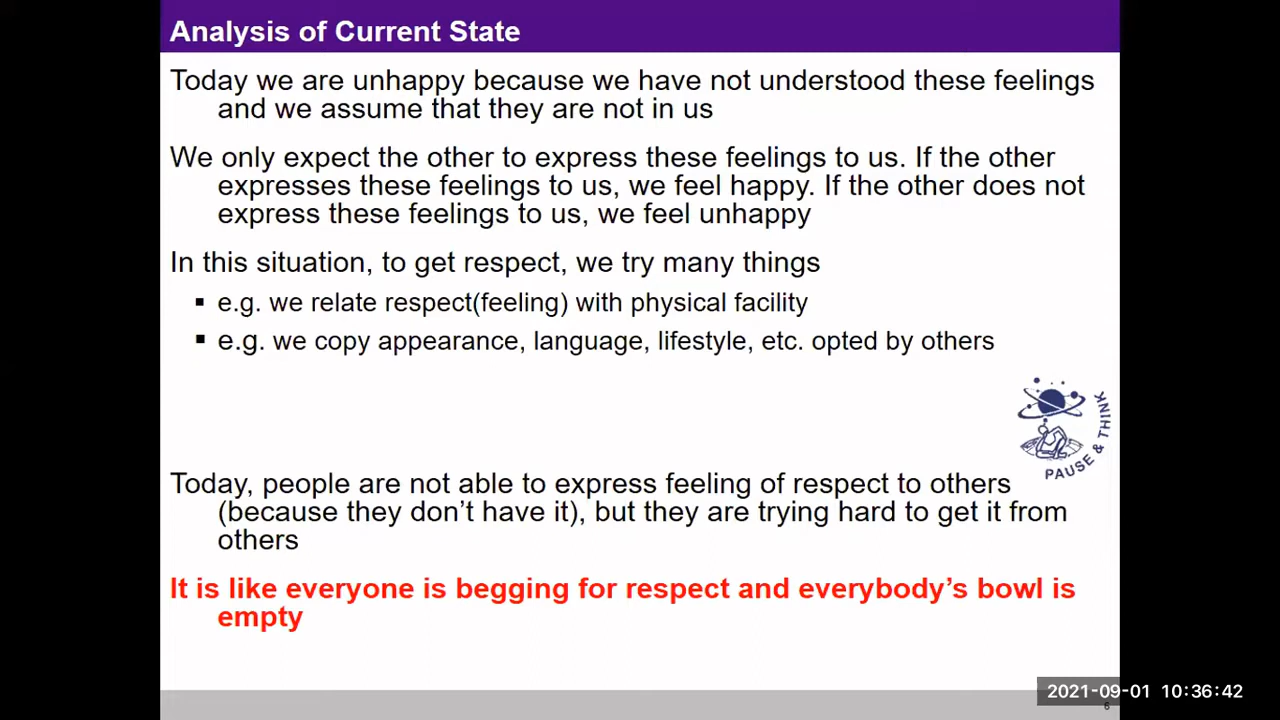 Analysis of Current State
Today we are unhappy because we have not understood these feelings
and we assume that they are not in us
We only expect the other to express these feelings to us. If the other
expresses these feelings to us, we feel happy. If the other does not
express these feelings to us, we feel unhappy
In this situation, to get respect, we try many things
▪ e.g. we relate respect(feeling) with physical facility
▪ e.g. we copy appearance, language, lifestyle, etc. opted by others
PAUSE & THINK
Today, people are not able to express feeling of respect to others
(because they don’t have it), but they are trying hard to get it from
others
It is like everyone is begging for respect and everybody’s bowl is
empty
2021-09-01 10:36:42
6